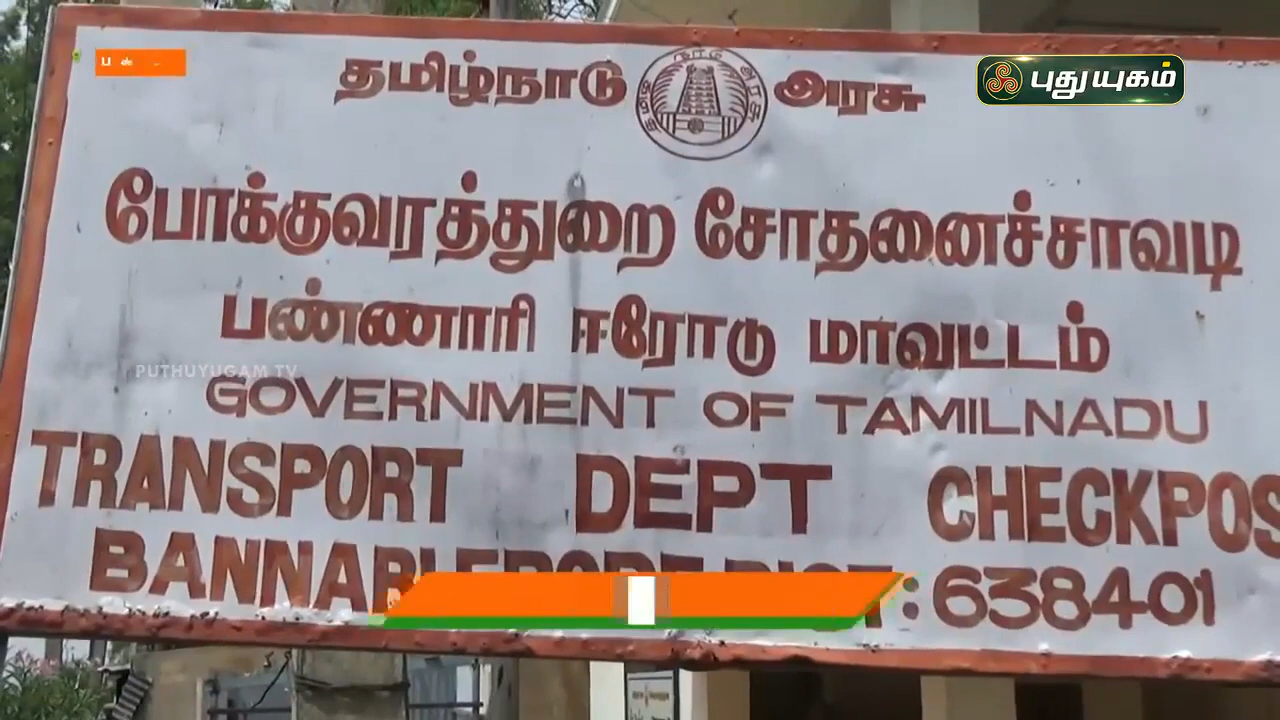 புதுயுகம்
தமிழ்நாடு அரசு
போக்குவரத்துறை சோதனைச்சாவடி
பண்ணாரி ஈரோடு மாவட்டம்
PUTHUYUGAM TV
GOVERNMENT OF TAMILNADU
TRANSPORT DEPT CHECKPOS
BANNARI : 638401